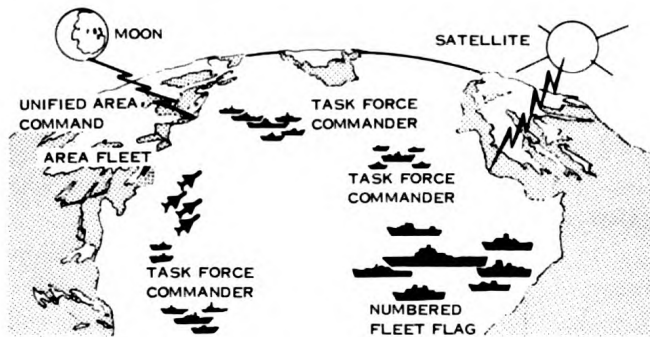 MOON
SATELLITE
UNIFIED AREA
COMMAND
AREA FLEET
TASK FORCE
COMMANDER
TASK FORCE
COMMANDER
TASK FORCE
COMMANDER
NUMBERED
FLEET FLAG